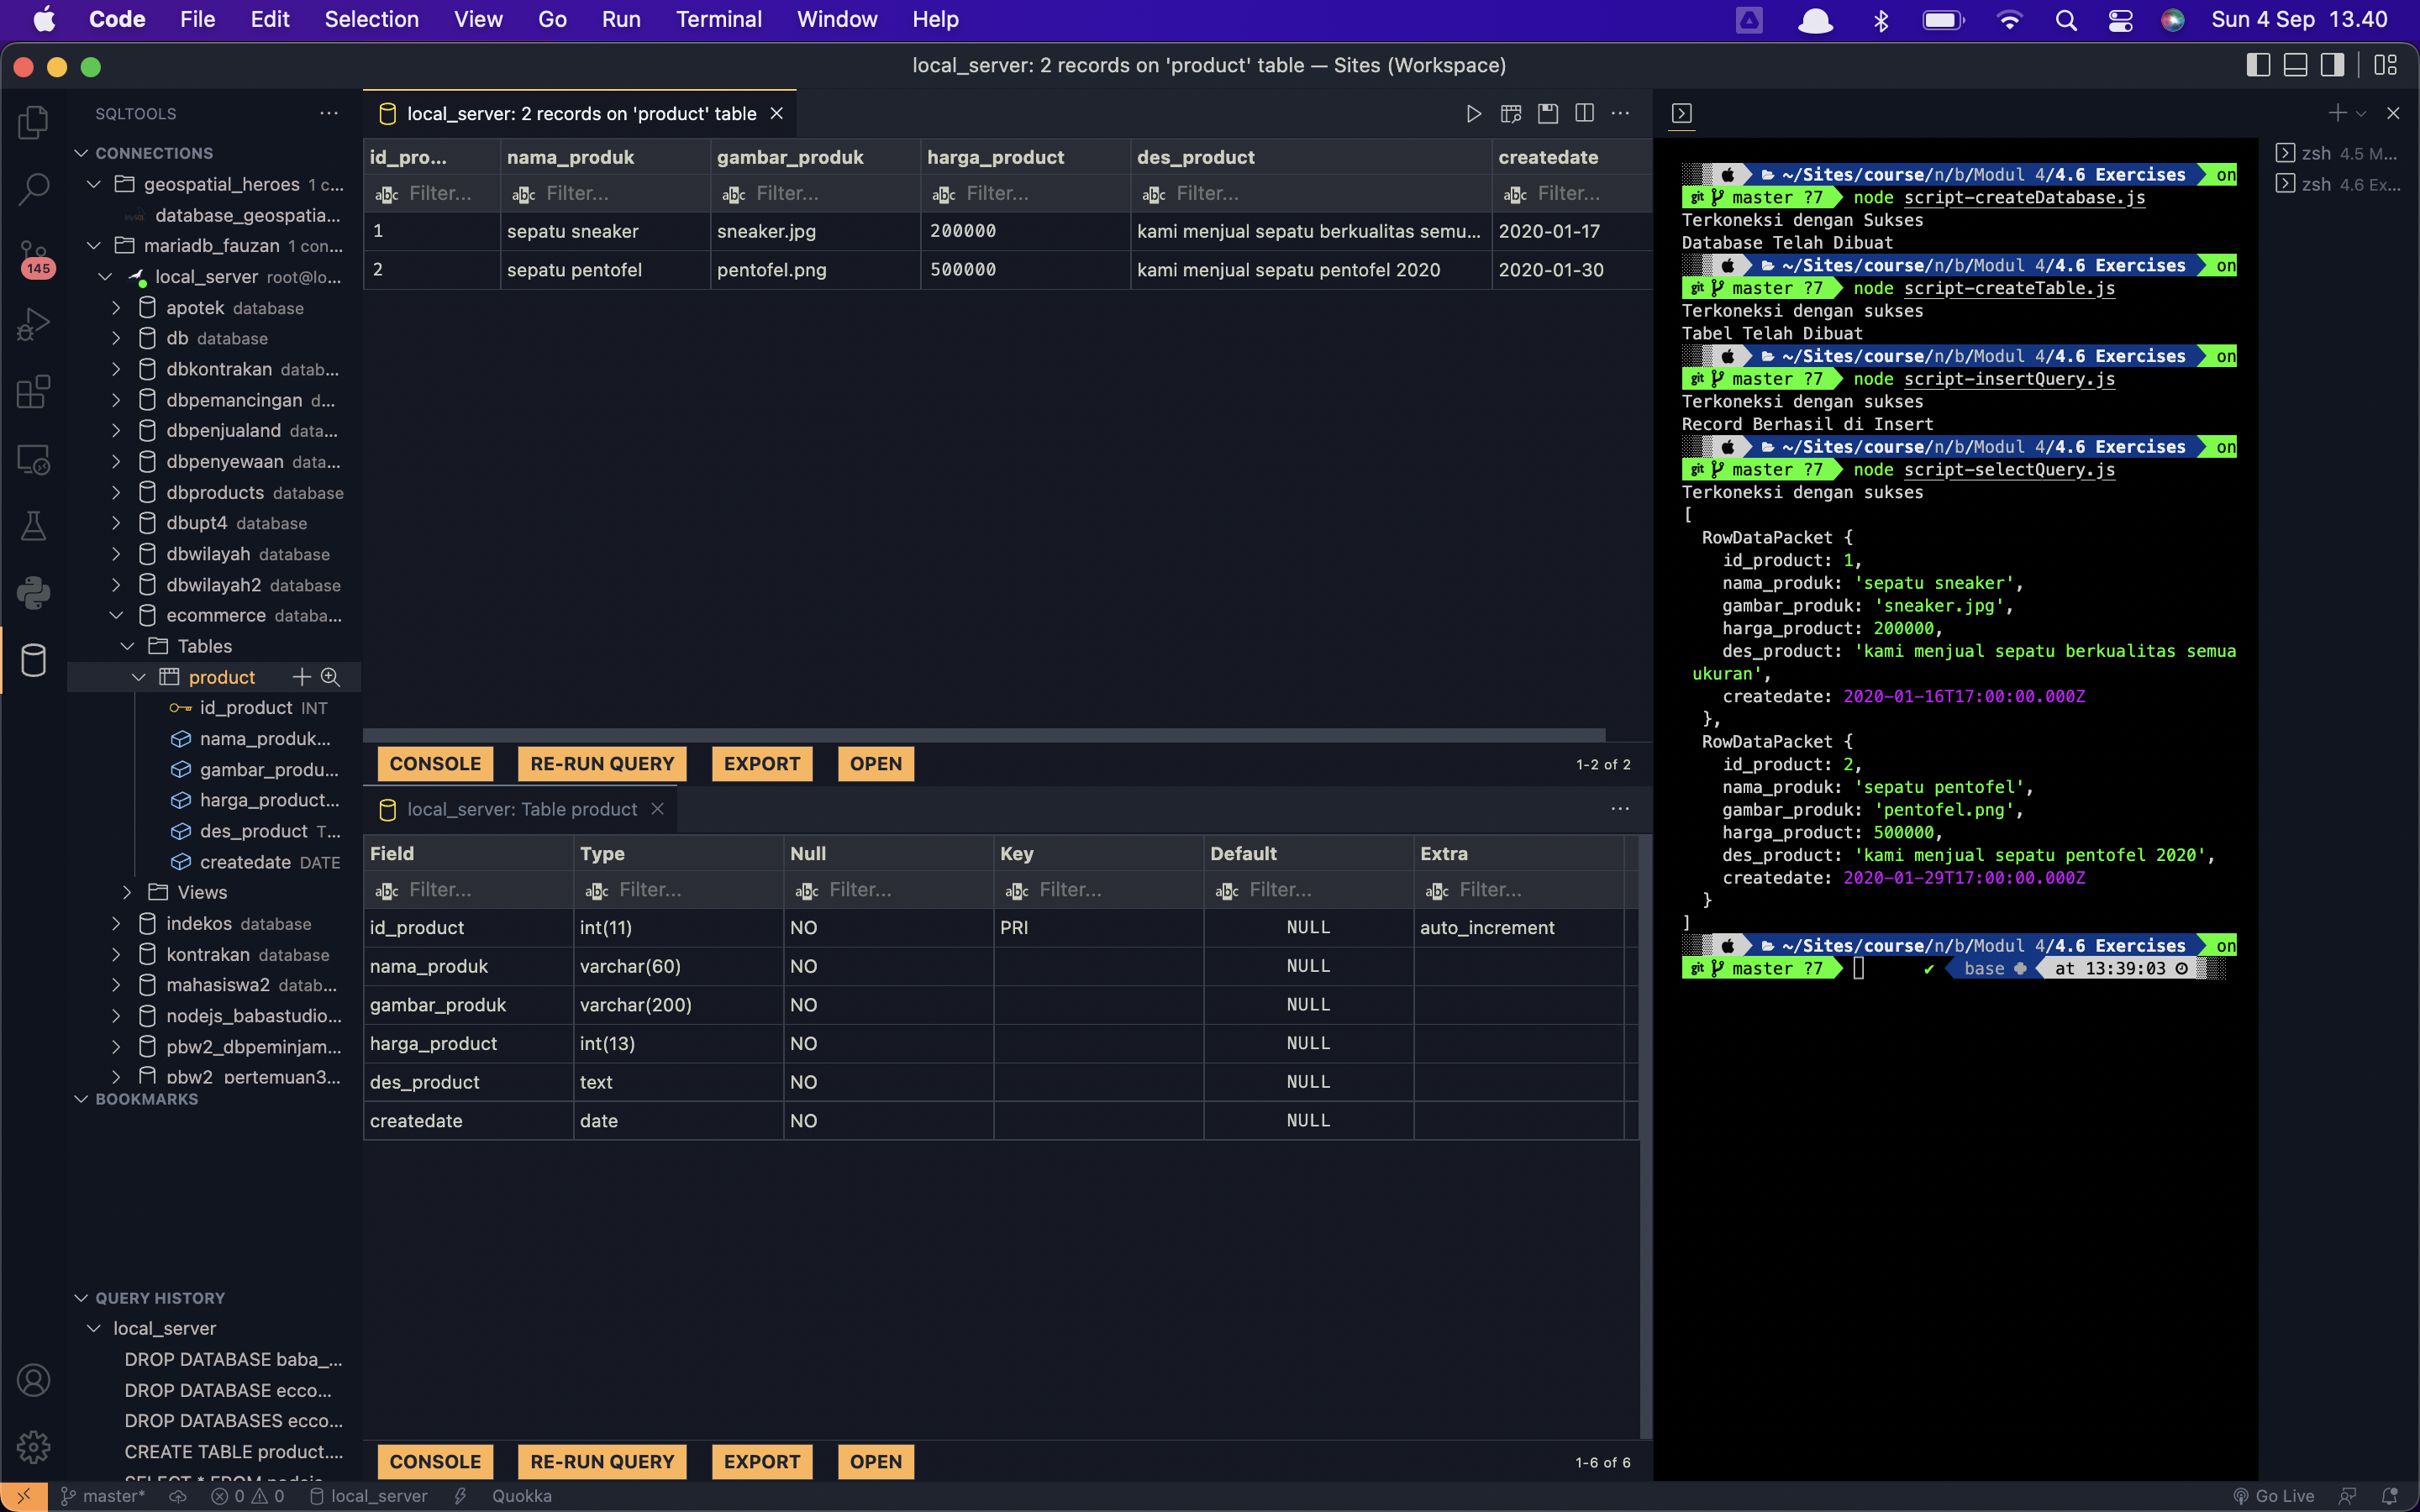 Code File Edit Selection View Go Run Terminal Window Help Sun 4 Sep 13.40
local_server: 2 records on 'product' table — Sites (Workspace)
SQLTOOLS
CONNECTIONS
geospatial_heroes 1 c...
database_geospatia...
mariadb_fauzan 1 con...
local_server root@lo...
145
apotek database
db database
dbkontrakan datab...
dbpemancingan d...
dbpenjualand data...
dbpenyewaan data...
dbproducts database
dbupt4 database
dbwilayah database
dbwilayah2 database
ecommerce databa...
Tables
product
id_product INT
nama_produk...
gambar_produ...
harga_product...
des_product T...
createdate DATE
Views
indekos database
kontrakan database
mahasiswa2 datab...
nodejs_babastudio...
pbw2_dbpeminjam...
pbw2_pertemuan3...
BOOKMARKS
QUERY HISTORY
local_server
DROP DATABASE baba_...
DROP DATABASE ecco...
DROP DATABASES ecco...
CREATE TABLE product....
SELECT * FROM nodejs
local_server: 2 records on 'product' table
id_pro... nama_produk gambar_produk harga_product des_product createdate
abc Filter... abc Filter... abc Filter... abc Filter... abc Filter... abc Filter...
1 sepatu sneaker sneaker.jpg 200000 kami menjual sepatu berkualitas semu... 2020-01-17
2 sepatu pentofel pentofel.png 500000 kami menjual sepatu pentofel 2020 2020-01-30
CONSOLE RE-RUN QUERY EXPORT OPEN 1-2 of 2
local_server: Table product
Field Type Null Key Default Extra
abc Filter... abc Filter... abc Filter... abc Filter... abc Filter... abc Filter...
id_product int(11) NO PRI NULL auto_increment
nama_produk varchar(60) NO NULL
gambar_produk varchar(200) NO NULL
harga_product int(13) NO NULL
des_product text NO NULL
createdate date NO NULL
CONSOLE RE-RUN QUERY EXPORT OPEN 1-6 of 6
~/Sites/course/n/b/Modul 4/4.6 Exercises on
git master ?7 node script-createDatabase.js
Terkoneksi dengan Sukses
Database Telah Dibuat
~/Sites/course/n/b/Modul 4/4.6 Exercises on
git master ?7 node script-createTable.js
Terkoneksi dengan sukses
Tabel Telah Dibuat
~/Sites/course/n/b/Modul 4/4.6 Exercises on
git master ?7 node script-insertQuery.js
Terkoneksi dengan sukses
Record Berhasil di Insert
~/Sites/course/n/b/Modul 4/4.6 Exercises on
git master ?7 node script-selectQuery.js
Terkoneksi dengan sukses
[
RowDataPacket {
id_product: 1,
nama_produk: 'sepatu sneaker',
gambar_produk: 'sneaker.jpg',
harga_product: 200000,
des_product: 'kami menjual sepatu berkualitas semua
ukuran',
createdate: 2020-01-16T17:00:00.000Z
},
RowDataPacket {
id_product: 2,
nama_produk: 'sepatu pentofel',
gambar_produk: 'pentofel.png',
harga_product: 500000,
des_product: 'kami menjual sepatu pentofel 2020',
createdate: 2020-01-29T17:00:00.000Z
}
]
~/Sites/course/n/b/Modul 4/4.6 Exercises on
git master ?7 ✔ base at 13:39:03
zsh 4.5 M...
zsh 4.6 Ex...
master* 0 0 local_server Quokka Go Live